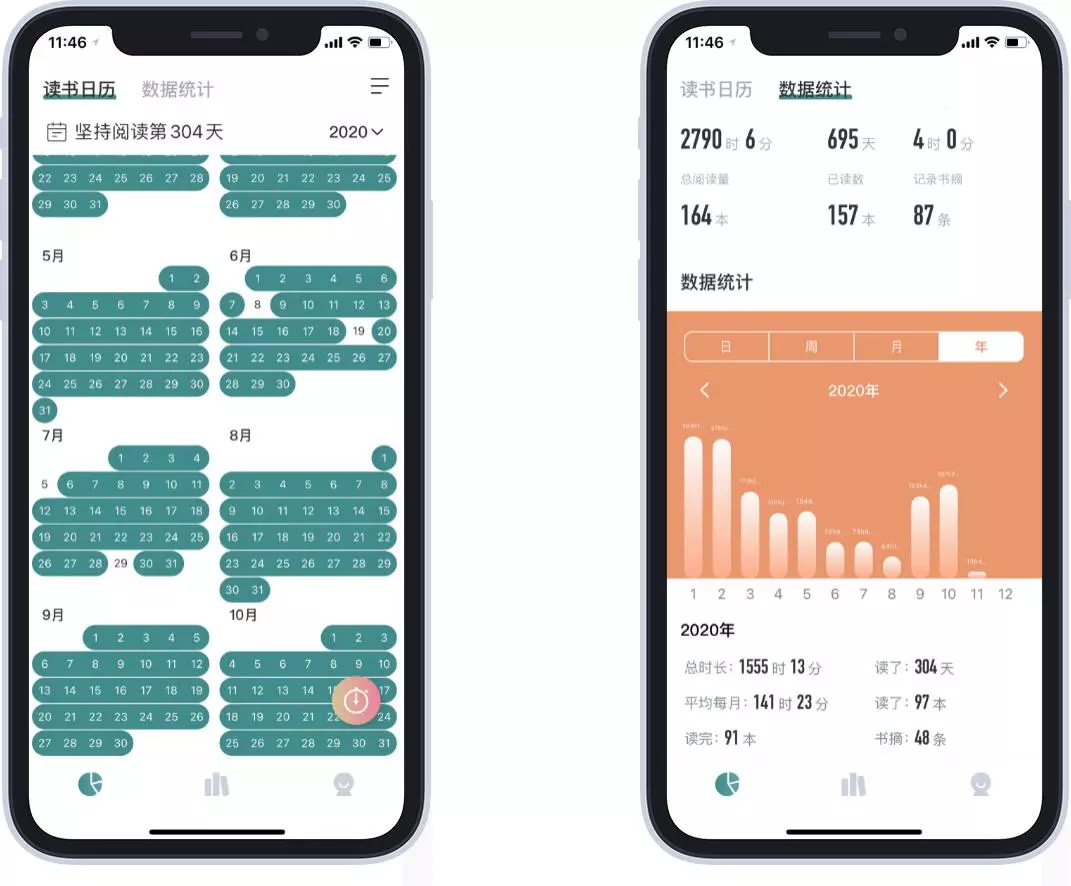 11:46
读书日历 数据统计
坚持阅读第304天 2020
22 23 24 25 26 27 28 19 20 21 22 23 24 25
29 30 31 26 27 28 29 30
5月 6月
1 2 1 2 3 4 5 6
3 4 5 6 7 8 9 7 8 9 10 11 12 13
10 11 12 13 14 15 16 14 15 16 17 18 19 20
17 18 19 20 21 22 23 21 22 23 24 25 26 27
24 25 26 27 28 29 30 28 29 30
31
7月 8月
1 2 3 4 1
5 6 7 8 9 10 11 2 3 4 5 6 7 8
12 13 14 15 16 17 18 9 10 11 12 13 14 15
19 20 21 22 23 24 25 16 17 18 19 20 21 22
26 27 28 29 30 31 23 24 25 26 27 28 29
30 31
9月 10月
1 2 3 4 5 1 2 3
6 7 8 9 10 11 12 4 5 6 7 8 9 10
13 14 15 16 17 18 19 11 12 13 14 17
20 21 22 23 24 25 26 18 19 20 21 24
27 28 29 30 25 26 27 28 29 30 31
11:46
读书日历 数据统计
2790时6分 695天 4时0分
总阅读量 已读数 记录书摘
164本 157本 87条
数据统计
日 周 月 年
2020年
1 2 3 4 5 6 7 8 9 10 11 12
2020年
总时长：1555时13分 读了：304天
平均每月：141时23分 读了：97本
读完：91本 书摘：48条